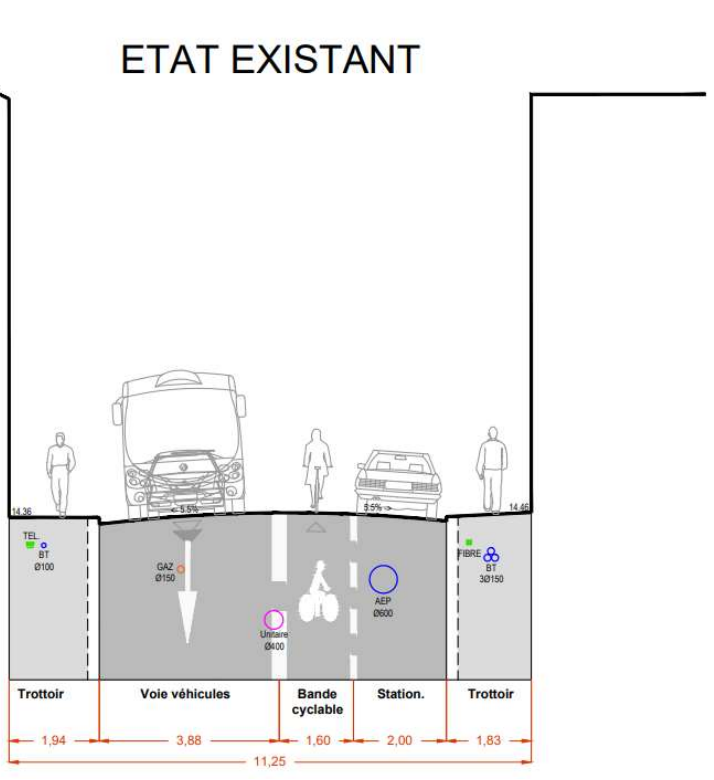 ETAT EXISTANT
14.36
< 5.5%
5.5% >
14.46
TEL.
BT
Ø100
GAZ
Ø150
Unitaire
Ø400
AEP
Ø600
FIBRE
BT
3Ø150
Trottoir
Voie véhicules
Bande
cyclable
Station.
Trottoir
1,94
3,88
1,60
2,00
1,83
11,25